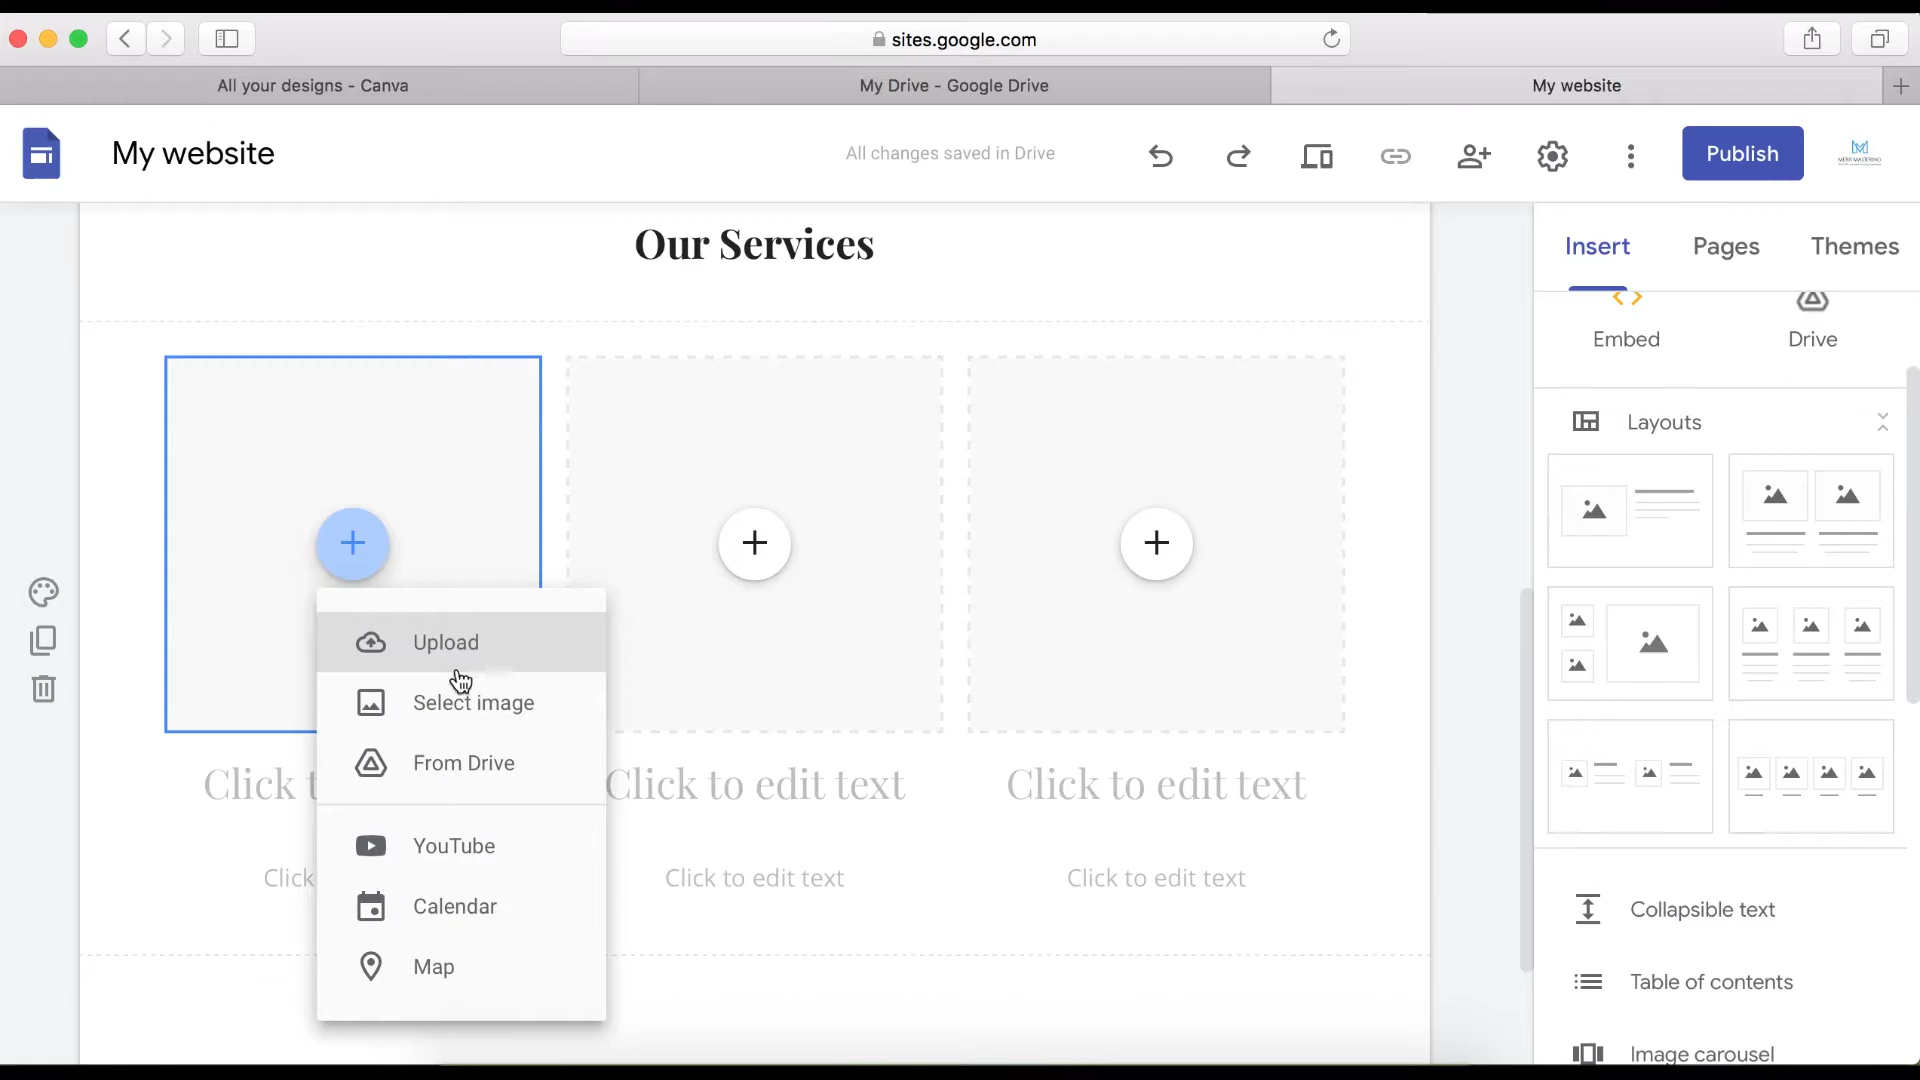 sites.google.com
All your designs - Canva
My Drive - Google Drive
My website
My website
All changes saved in Drive
Publish
MERIT MASTERING
Insert
Pages
Themes
Our Services
Embed
Drive
Layouts
Upload
Select image
From Drive
YouTube
Calendar
Map
Click t
Click to edit text
Click to edit text
Click
Click to edit text
Click to edit text
Collapsible text
Table of contents
Image carousel